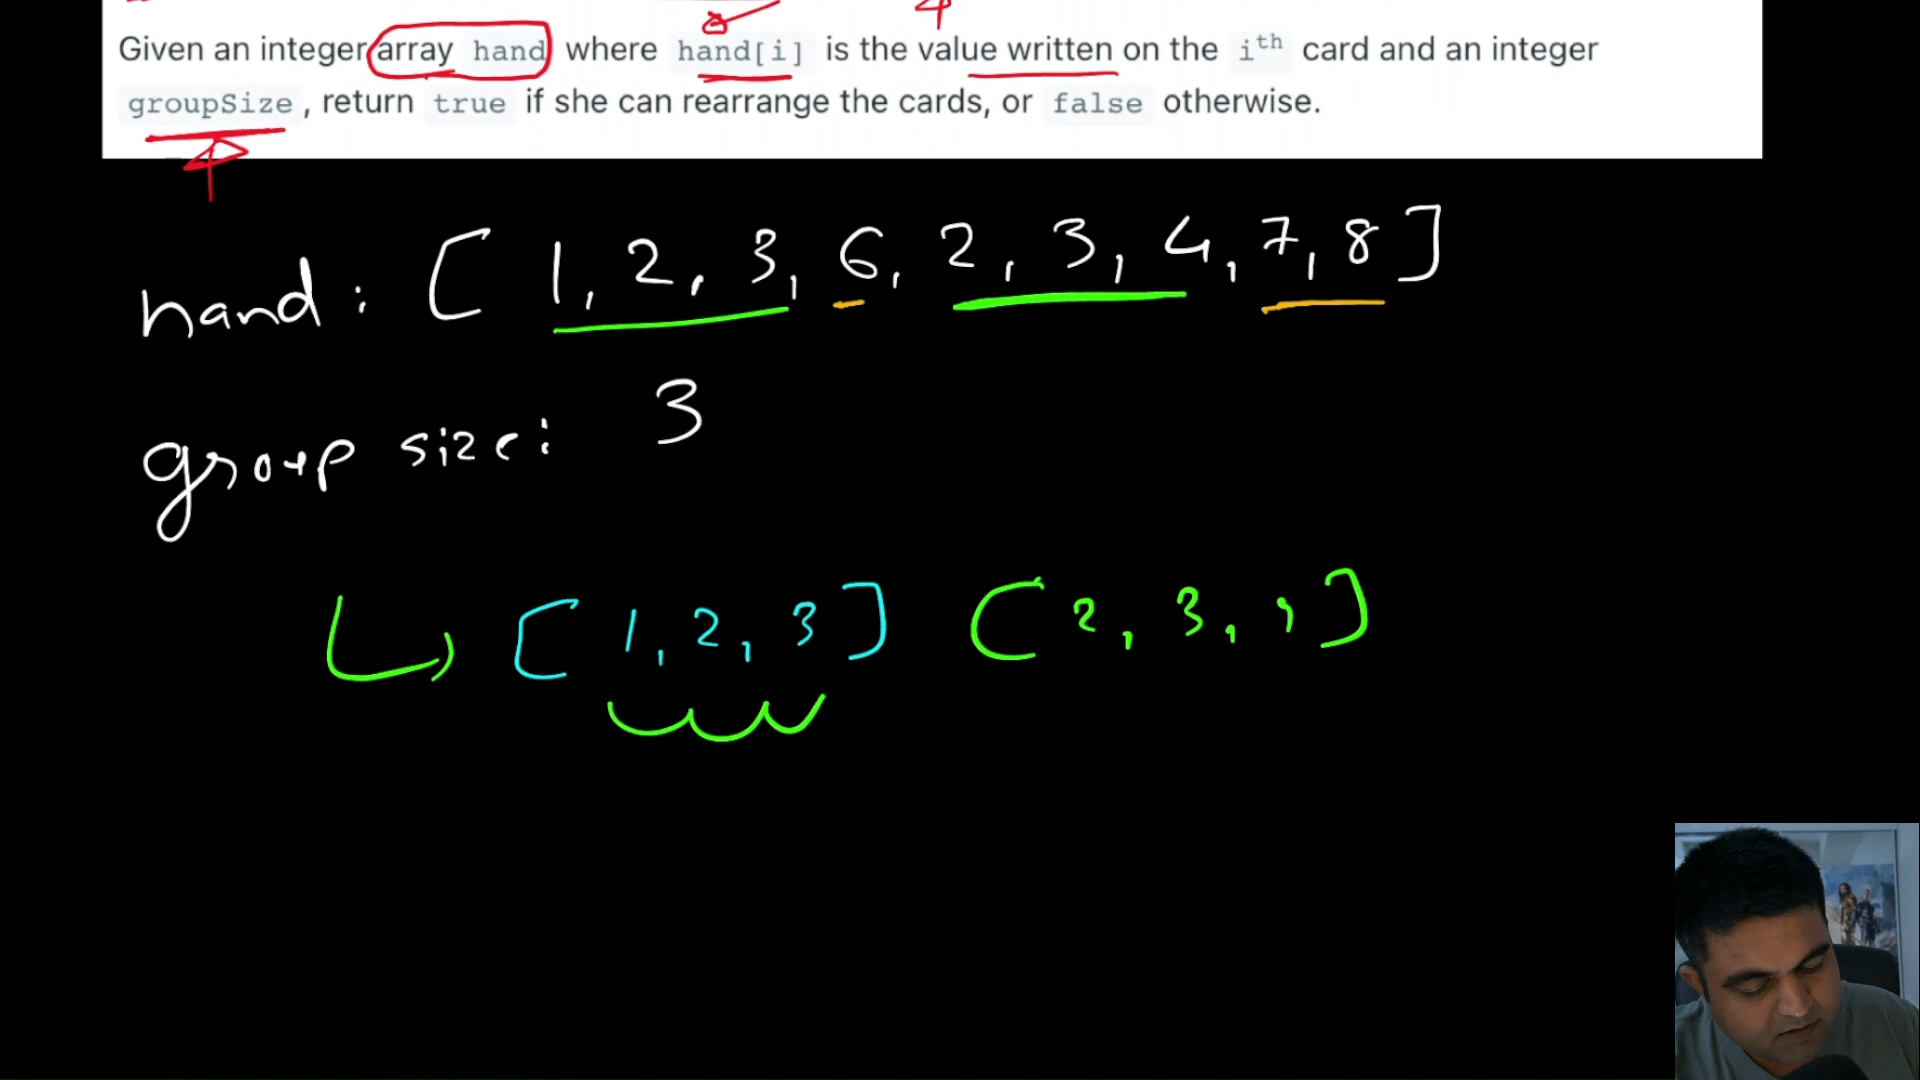 Given an integer array hand where hand[i] is the value written on the ith card and an integer
groupSize, return true if she can rearrange the cards, or false otherwise.
hand: [1, 2, 3, 6, 2, 3, 4, 7, 8]
group size: 3
[1, 2, 3] [2, 3, ]